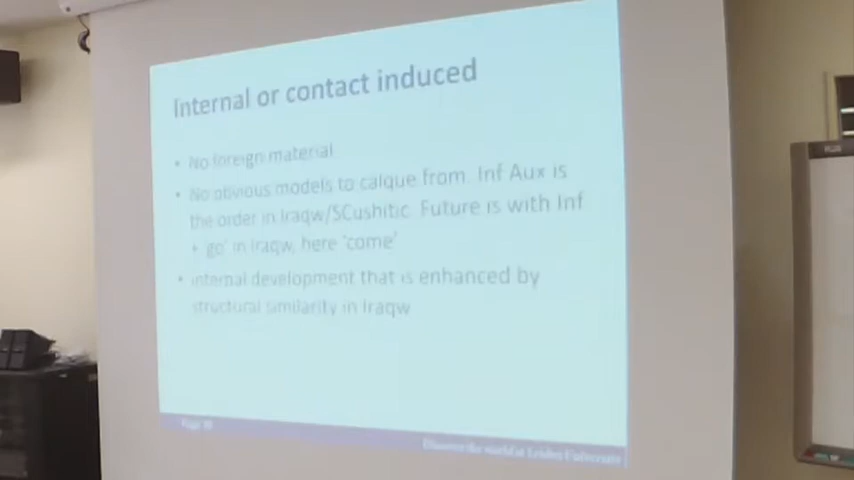 Internal or contact induced
• No foreign material
• No obvious models to calque from. Inf Aux is
the order in Iraqw/SCushitic. Future is with Inf
+ 'go' in Iraqw, here 'come'
• internal development that is enhanced by
structural similarity in Iraqw
Discover the world at Leiden University
PLUS